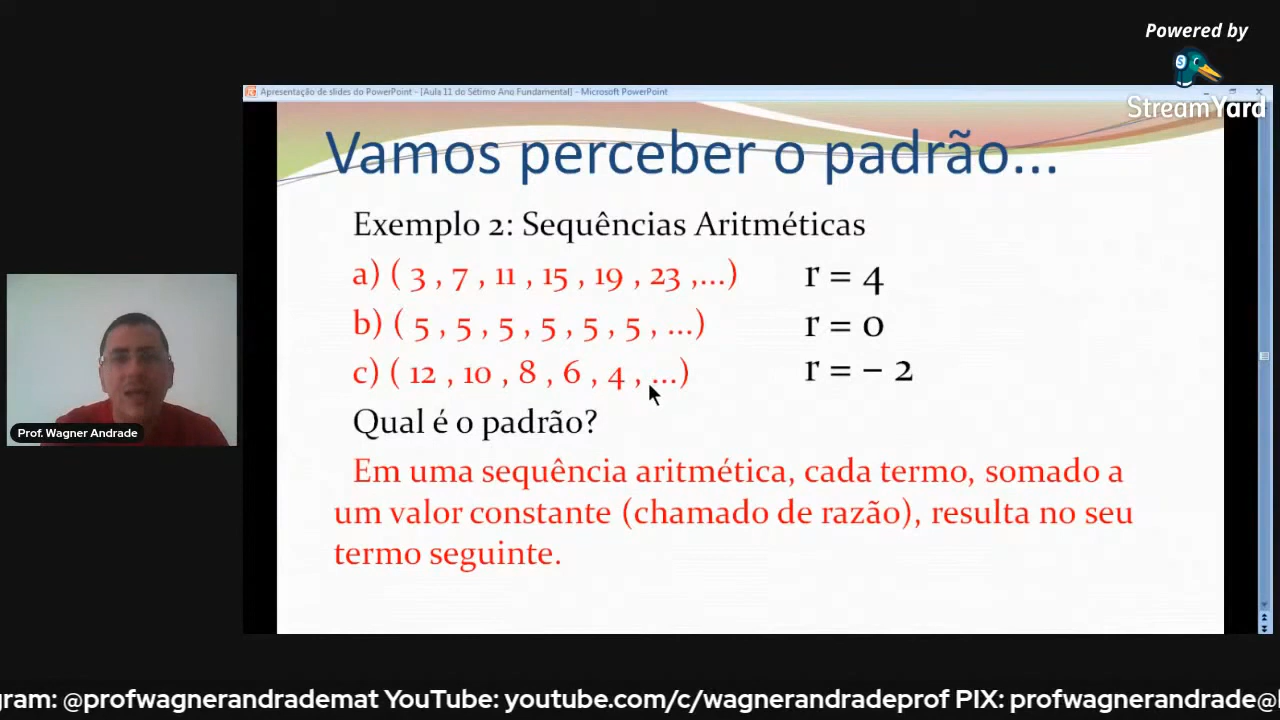 Powered by
StreamYard
Apresentação de slides do PowerPoint - [Aula 11 do Sétimo Ano Fundamental] - Microsoft PowerPoint
Vamos perceber o padrão...
Exemplo 2: Sequências Aritméticas
a) ( 3 , 7 , 11 , 15 , 19 , 23 ,...) r = 4
b) ( 5 , 5 , 5 , 5 , 5 , 5 , ...) r = 0
c) ( 12 , 10 , 8 , 6 , 4 , ...) r = – 2
Qual é o padrão?
Em uma sequência aritmética, cada termo, somado a
um valor constante (chamado de razão), resulta no seu
termo seguinte.
Prof. Wagner Andrade
gram: @profwagnerandrademat YouTube: youtube.com/c/wagnerandradeprof PIX: profwagnerandrade@